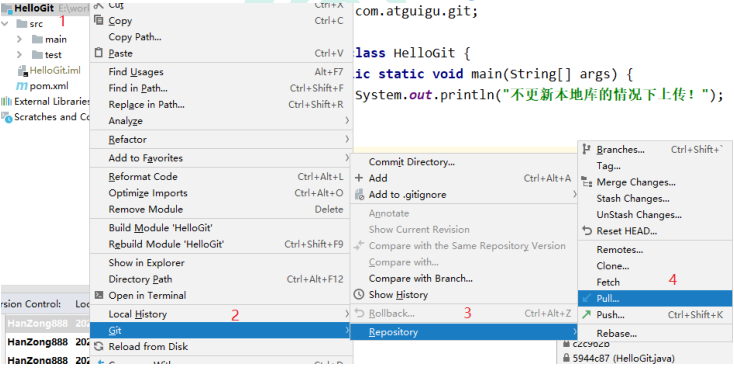 HelloGit E:\wor
1
src
main
test
HelloGit.iml
pom.xml
External Libraries
Scratches and Co
rsion Control: Loc
HanZong888 202
HanZong888 202
HanZong888 202
Cut Ctrl+X
Copy Ctrl+C
Copy Path...
Paste Ctrl+V
Find Usages Alt+F7
Find in Path... Ctrl+Shift+F
Replace in Path... Ctrl+Shift+R
Analyze
Refactor
Add to Favorites
Reformat Code Ctrl+Alt+L
Optimize Imports Ctrl+Alt+O
Remove Module Delete
Build Module 'HelloGit'
Rebuild Module 'HelloGit' Ctrl+Shift+F9
Show in Explorer
Directory Path Ctrl+Alt+F12
Open in Terminal
Local History 2
Git
Reload from Disk
com.atguigu.git;
class HelloGit {
ic static void main(String[] args) {
System.out.println("不更新本地库的情况下上传！");
Commit Directory...
+ Add Ctrl+Alt+A
Add to .gitignore
Annotate
Show Current Revision
Compare with the Same Repository Version
Compare with...
Compare with Branch...
Show History
Rollback... 3 Ctrl+Alt+Z
Repository
Branches... Ctrl+Shift+`
Tag...
Merge Changes...
Stash Changes...
UnStash Changes...
Reset HEAD...
Remotes...
Clone...
Fetch 4
Pull...
Push... Ctrl+Shift+K
Rebase...
5944c87 (HelloGit.java)